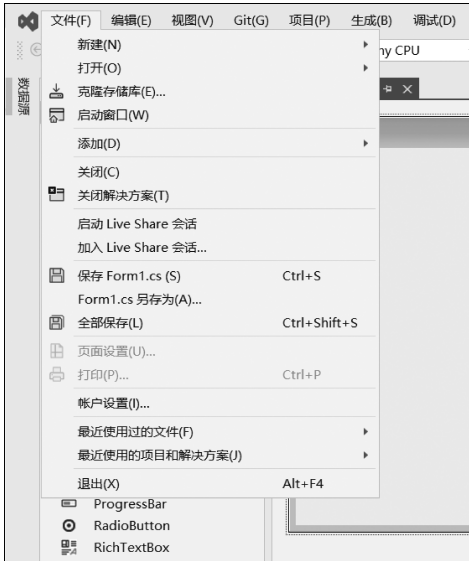 文件(F) 编辑(E) 视图(V) Git(G) 项目(P) 生成(B) 调试(D)
新建(N)
ny CPU
打开(O)
数据源
克隆存储库(E)...
启动窗口(W)
添加(D)
关闭(C)
关闭解决方案(T)
启动 Live Share 会话
加入 Live Share 会话...
保存 Form1.cs (S) Ctrl+S
Form1.cs 另存为(A)...
全部保存(L) Ctrl+Shift+S
页面设置(U)...
打印(P)... Ctrl+P
帐户设置(I)...
最近使用过的文件(F)
最近使用的项目和解决方案(J)
退出(X) Alt+F4
ProgressBar
RadioButton
RichTextBox